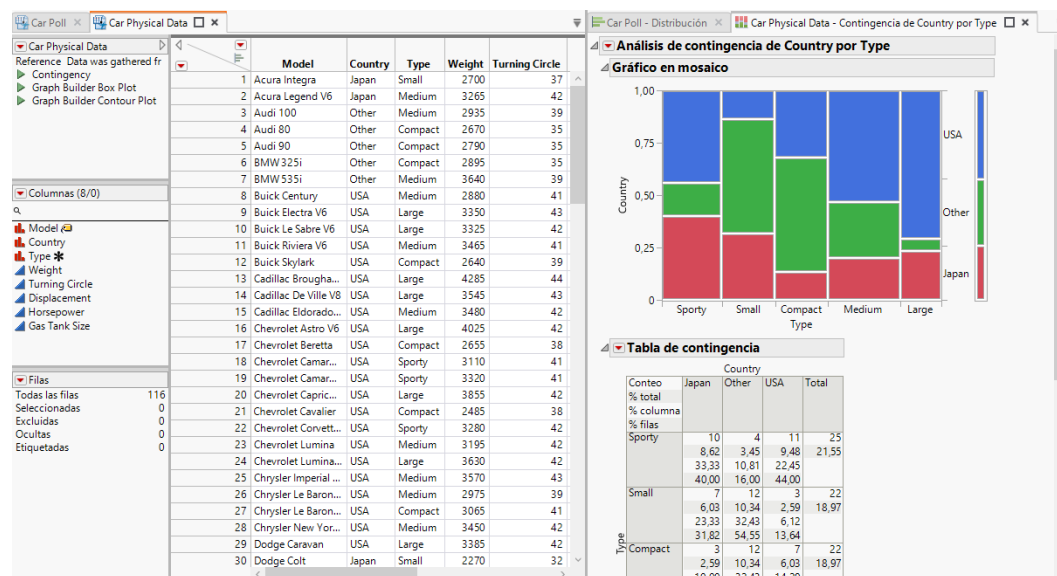 Car Poll
Car Physical Data
Car Poll - Distribución
Car Physical Data - Contingencia de Country por Type
Car Physical Data
Reference Data was gathered fr
Contingency
Graph Builder Box Plot
Graph Builder Contour Plot
Columnas (8/0)
Model
Country
Type
Weight
Turning Circle
Displacement
Horsepower
Gas Tank Size
Filas
Todas las filas 116
Seleccionadas 0
Excluidas 0
Ocultas 0
Etiquetadas 0
Model Country Type Weight Turning Circle
1 Acura Integra Japan Small 2700 37
2 Acura Legend V6 Japan Medium 3265 42
3 Audi 100 Other Medium 2935 39
4 Audi 80 Other Compact 2670 35
5 Audi 90 Other Compact 2790 35
6 BMW 325i Other Compact 2895 35
7 BMW 535i Other Medium 3640 39
8 Buick Century USA Medium 2880 41
9 Buick Electra V6 USA Large 3350 43
10 Buick Le Sabre V6 USA Large 3325 42
11 Buick Riviera V6 USA Medium 3465 41
12 Buick Skylark USA Compact 2640 39
13 Cadillac Brougha... USA Large 4285 44
14 Cadillac De Ville V8 USA Large 3545 43
15 Cadillac Eldorado... USA Medium 3480 42
16 Chevrolet Astro V6 USA Large 4025 42
17 Chevrolet Beretta USA Compact 2655 38
18 Chevrolet Camar... USA Sporty 3110 41
19 Chevrolet Camar... USA Sporty 3320 41
20 Chevrolet Capric... USA Large 3855 42
21 Chevrolet Cavalier USA Compact 2485 38
22 Chevrolet Corvett... USA Sporty 3280 42
23 Chevrolet Lumina USA Medium 3195 42
24 Chevrolet Lumina... USA Large 3630 42
25 Chrysler Imperial ... USA Medium 3570 43
26 Chrysler Le Baron... USA Medium 2975 39
27 Chrysler Le Baron... USA Compact 3065 41
28 Chrysler New Yor... USA Medium 3450 42
29 Dodge Caravan USA Large 3385 42
30 Dodge Colt Japan Small 2270 32
Análisis de contingencia de Country por Type
Gráfico en mosaico
1,00
0,75
0,50
0,25
0
Country
USA
Other
Japan
Sporty Small Compact Medium Large
Type
Tabla de contingencia
Country
Conteo Japan Other USA Total
% total
% columna
% filas
Type
Sporty 10 4 11 25
8,62 3,45 9,48 21,55
33,33 10,81 22,45
40,00 16,00 44,00
Small 7 12 3 22
6,03 10,34 2,59 18,97
23,33 32,43 6,12
31,82 54,55 13,64
Compact 3 12 7 22
2,59 10,34 6,03 18,97